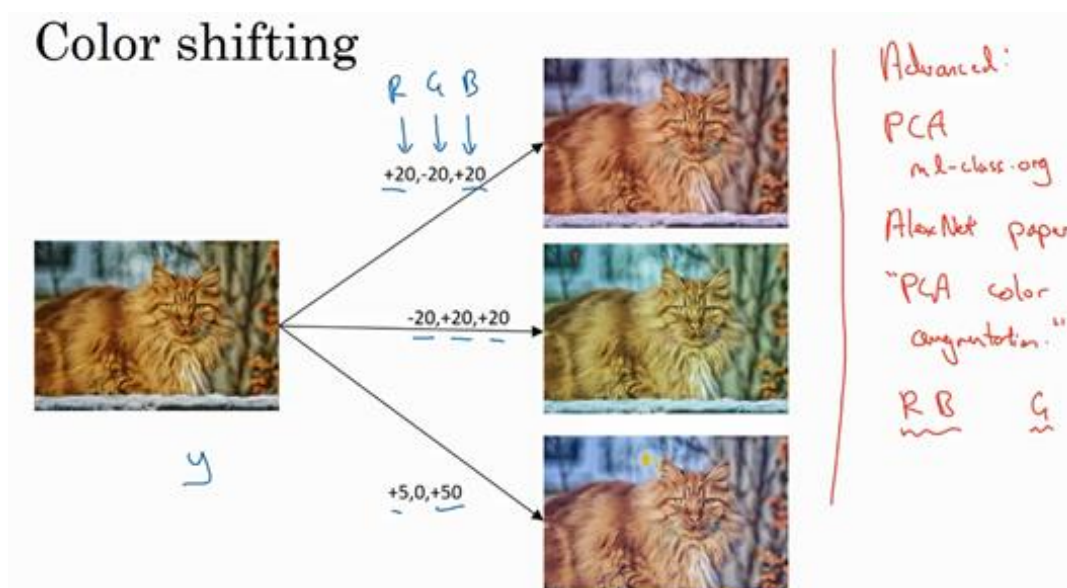 Color shifting
R G B
+20,-20,+20
-20,+20,+20
+5,0,+50
y
Advanced:
PCA
ml-class.org
AlexNet paper
"PCA color
augmentation."
R B G